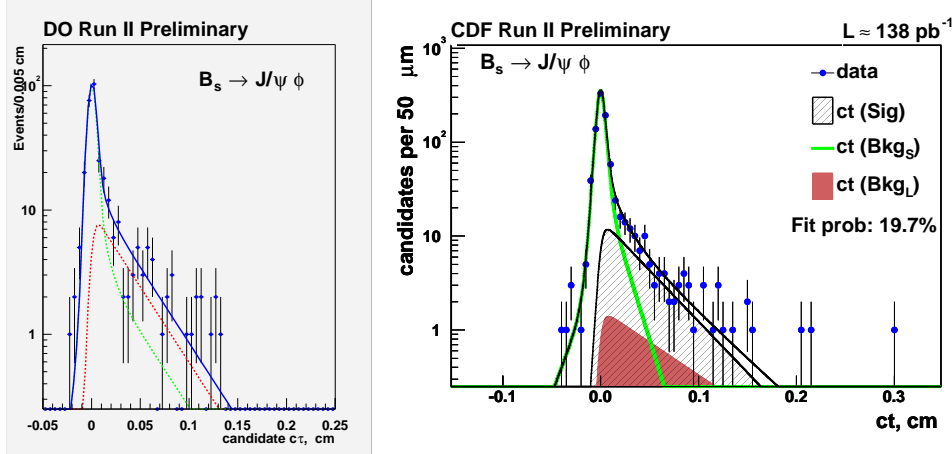 DO Run II Preliminary
Events/0.005 cm
B_s → J/ψ φ
10²
10
1
-0.05 0 0.05 0.1 0.15 0.2 0.25
candidate cτ, cm
CDF Run II Preliminary L ≈ 138 pb⁻¹
candidates per 50 μm
B_s → J/ψ φ
data
ct (Sig)
ct (Bkg_S)
ct (Bkg_L)
Fit prob: 19.7%
10³
10²
10
1
-0.1 0.0 0.1 0.2 0.3
ct, cm